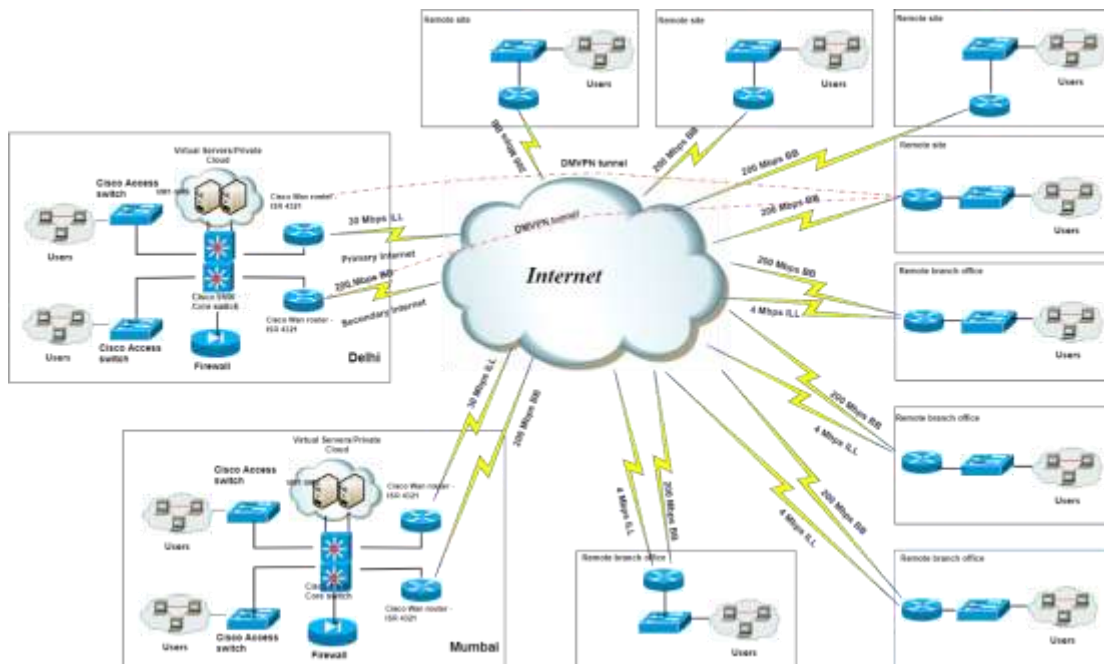 Remote site
Users
Remote site
Users
Remote site
Users
200 Mbps BB
200 Mbps BB
200 Mbps BB
DMVPN tunnel
Remote site
Users
200 Mbps BB
DMVPN tunnel
Internet
Virtual Servers/Private
Cloud
Cisco Access
switch
Users
Cisco Wan router -
ISR 4321
30 Mbps ILL
Primary Internet
200 Mbps BB
Secondary Internet
Cisco
Core switch
Cisco Wan router -
ISR 4321
Users
Cisco Access
switch
Firewall
Delhi
Remote branch office
200 Mbps BB
4 Mbps ILL
Users
30 Mbps ILL
200 Mbps BB
Virtual Servers/Private
Cloud
Cisco Access
switch
Users
Cisco Wan router -
ISR 4321
Core switch
Cisco Wan router -
ISR 4321
Users
Cisco Access
switch
Firewall
Mumbai
Remote branch office
200 Mbps BB
4 Mbps ILL
Users
4 Mbps ILL
200 Mbps BB
Remote branch office
Users
200 Mbps BB
4 Mbps ILL
Remote branch office
Users